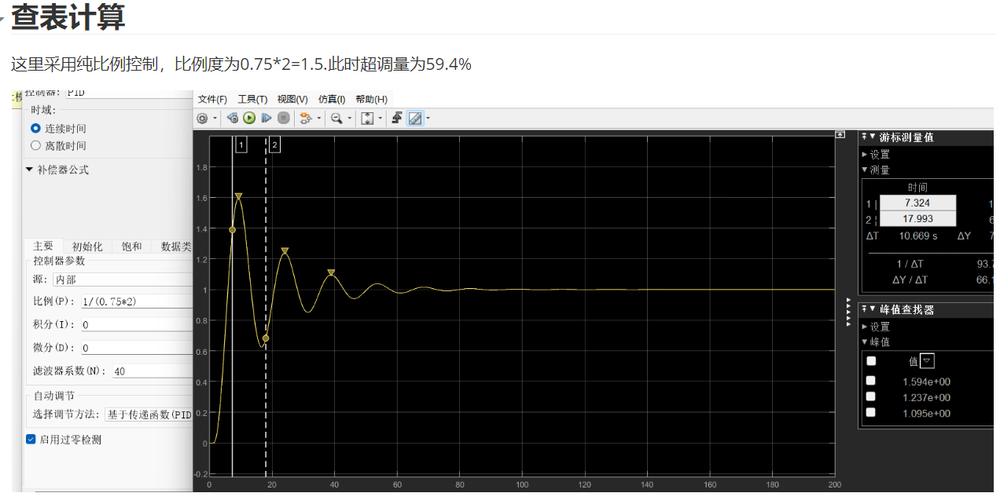 查表计算
这里采用纯比例控制，比例度为0.75*2=1.5.此时超调量为59.4%
控制器: PID
时域:
连续时间
离散时间
补偿器公式
主要 初始化 饱和 数据类
控制器参数
源: 内部
比例(P): 1/(0.75*2)
积分(I): 0
微分(D): 0
滤波器系数(N): 40
自动调节
选择调节方法: 基于传递函数(PID
启用过零检测
文件(F) 工具(T) 视图(V) 仿真(I) 帮助(H)
1 2
1.8
1.6
1.4
1.2
1
0.8
0.6
0.4
0.2
0
-0.2
0 20 40 60 80 100 120 140 160 180 200
游标测量值
设置
测量
时间
1 | 7.324 1
2 ¦ 17.993 6
ΔT 10.669 s ΔY 7
1 / ΔT 93.7
ΔY / ΔT 66.1
峰值查找器
设置
峰值
值
1.594e+00
1.237e+00
1.095e+00